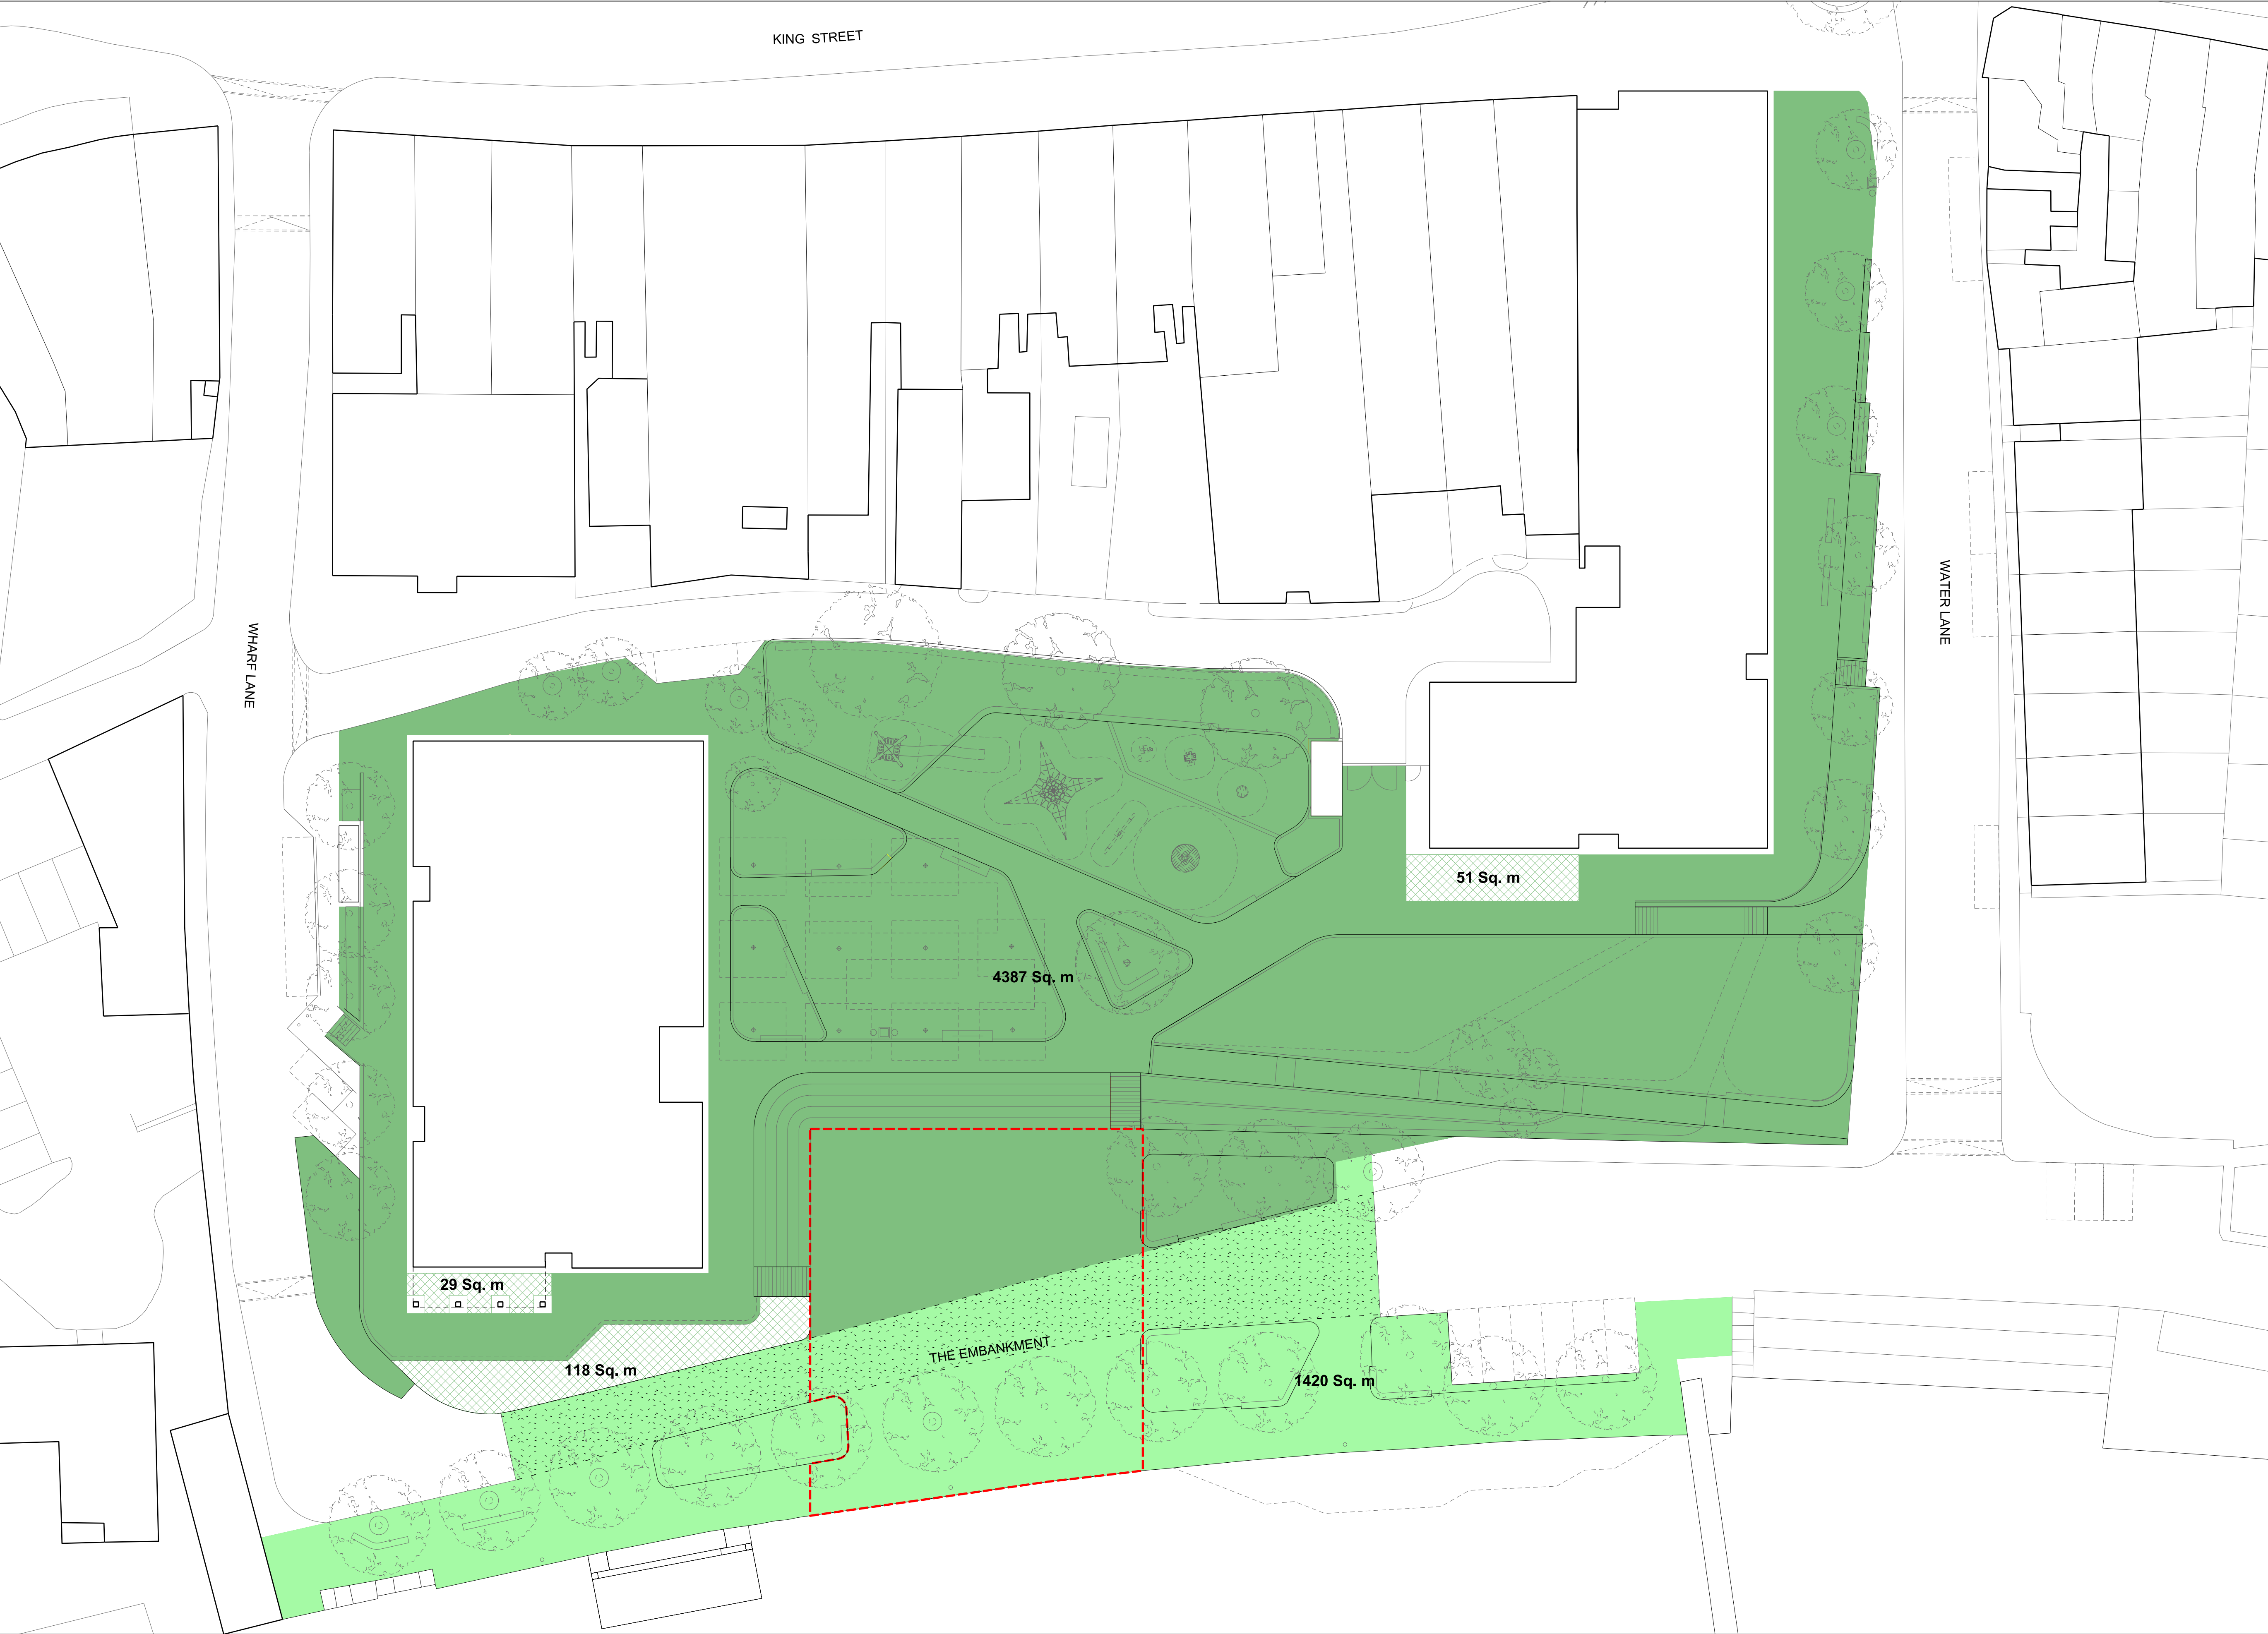 KING STREET
WHARF LANE
WATER LANE
51 Sq. m
4387 Sq. m
29 Sq. m
THE EMBANKMENT
118 Sq. m
1420 Sq. m